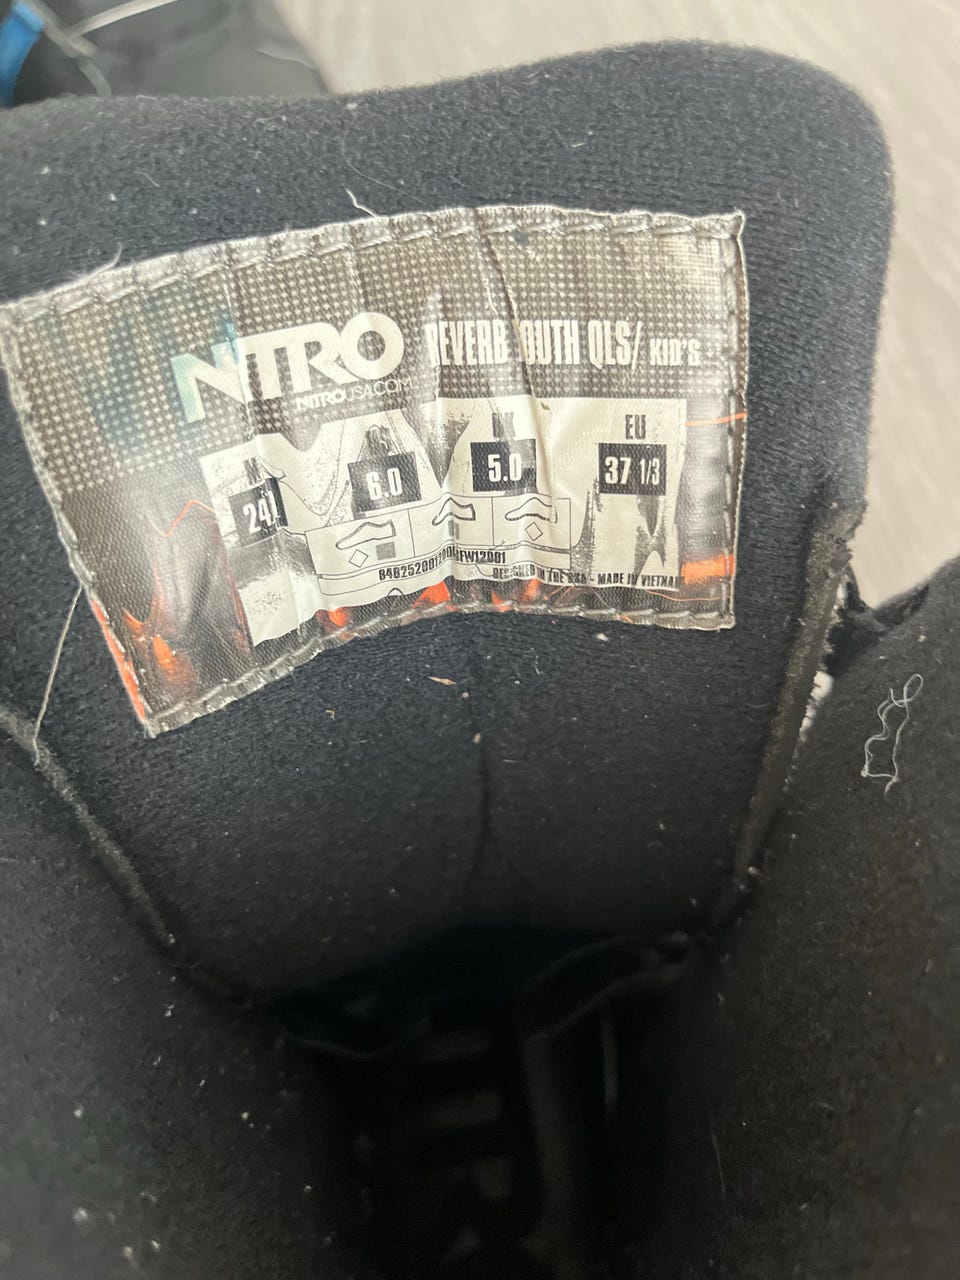 NITRO REVERB YOUTH QLS/ KID'S
NITROUSA.COM
UK EU
6.0 5.0 37 1/3
DESIGNED IN THE USA - MADE IN VIETNAM